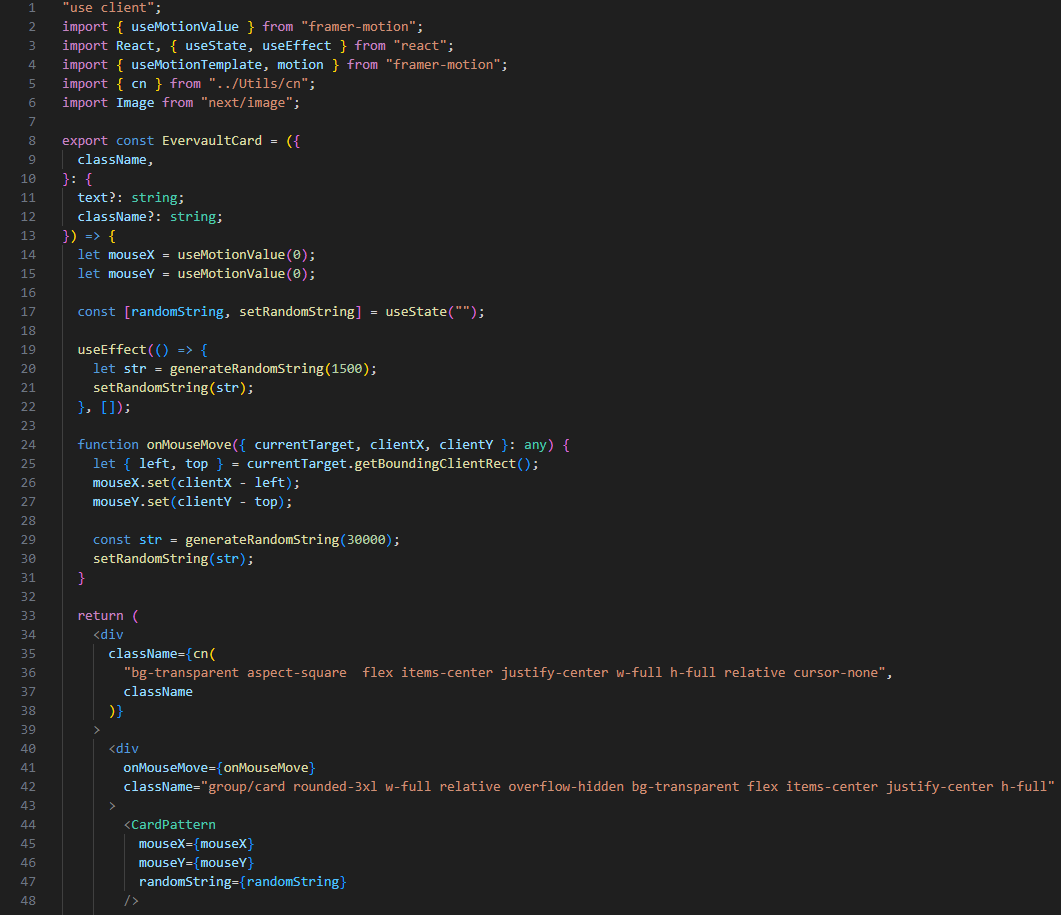 1 "use client";
2 import { useMotionValue } from "framer-motion";
3 import React, { useState, useEffect } from "react";
4 import { useMotionTemplate, motion } from "framer-motion";
5 import { cn } from "../Utils/cn";
6 import Image from "next/image";
7
8 export const EvervaultCard = ({
9   className,
10 }: {
11   text?: string;
12   className?: string;
13 }) => {
14   let mouseX = useMotionValue(0);
15   let mouseY = useMotionValue(0);
16
17   const [randomString, setRandomString] = useState("");
18
19   useEffect(() => {
20     let str = generateRandomString(1500);
21     setRandomString(str);
22   }, []);
23
24   function onMouseMove({ currentTarget, clientX, clientY }: any) {
25     let { left, top } = currentTarget.getBoundingClientRect();
26     mouseX.set(clientX - left);
27     mouseY.set(clientY - top);
28
29     const str = generateRandomString(30000);
30     setRandomString(str);
31   }
32
33   return (
34     <div
35       className={cn(
36         "bg-transparent aspect-square  flex items-center justify-center w-full h-full relative cursor-none",
37         className
38       )}
39     >
40       <div
41         onMouseMove={onMouseMove}
42         className="group/card rounded-3xl w-full relative overflow-hidden bg-transparent flex items-center justify-center h-full"
43       >
44         <CardPattern
45           mouseX={mouseX}
46           mouseY={mouseY}
47           randomString={randomString}
48         />